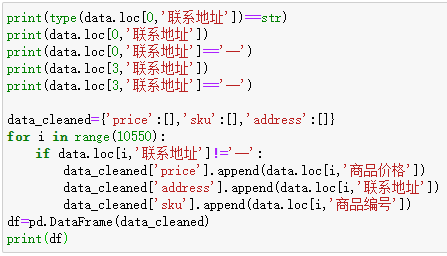 print(type(data.loc[0,'联系地址'])==str)
print(data.loc[0,'联系地址'])
print(data.loc[0,'联系地址']=='—')
print(data.loc[3,'联系地址'])
print(data.loc[3,'联系地址']=='—')
data_cleaned={'price':[],'sku':[],'address':[]}
for i in range(10550):
    if data.loc[i,'联系地址']!='—':
        data_cleaned['price'].append(data.loc[i,'商品价格'])
        data_cleaned['address'].append(data.loc[i,'联系地址'])
        data_cleaned['sku'].append(data.loc[i,'商品编号'])
df=pd.DataFrame(data_cleaned)
print(df)